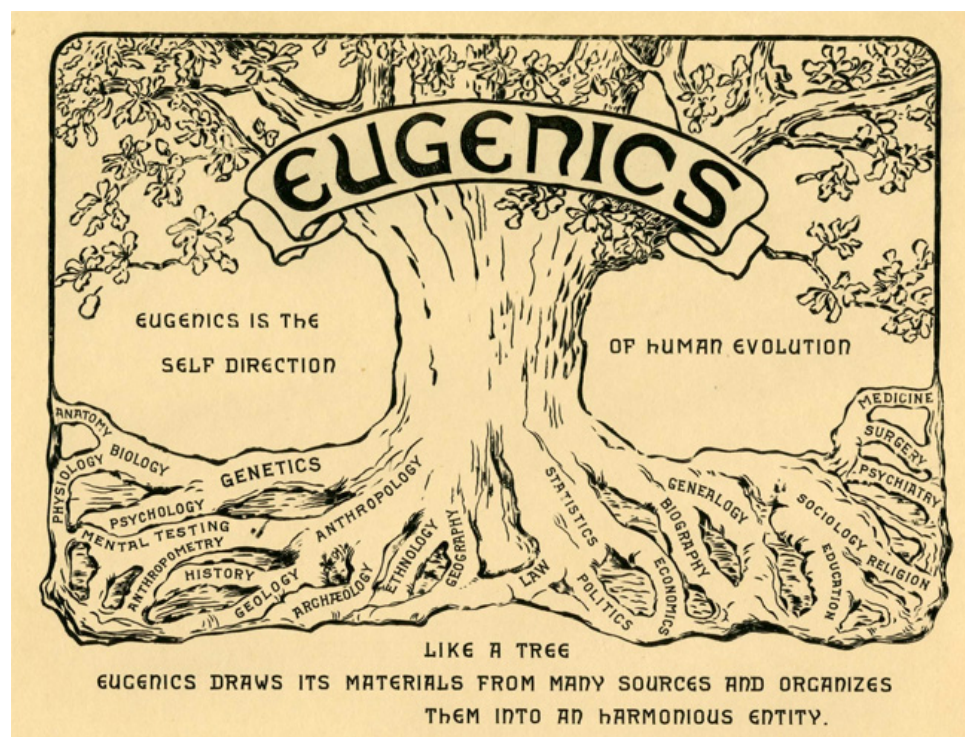 EUGENICS
EUGENICS IS THE
SELF DIRECTION
OF HUMAN EVOLUTION
ANATOMY
BIOLOGY
PHYSIOLOGY
GENETICS
PSYCHOLOGY
MENTAL TESTING
ANTHROPOMETRY
HISTORY
GEOLOGY
ANTHROPOLOGY
ARCHÆOLOGY
ETHNOLOGY
GEOGRAPHY
LAW
STATISTICS
POLITICS
ECONOMICS
BIOGRAPHY
GENEALOGY
EDUCATION
SOCIOLOGY
RELIGION
PSYCHIATRY
SURGERY
MEDICINE
LIKE A TREE
EUGENICS DRAWS ITS MATERIALS FROM MANY SOURCES AND ORGANIZES
THEM INTO AN HARMONIOUS ENTITY.